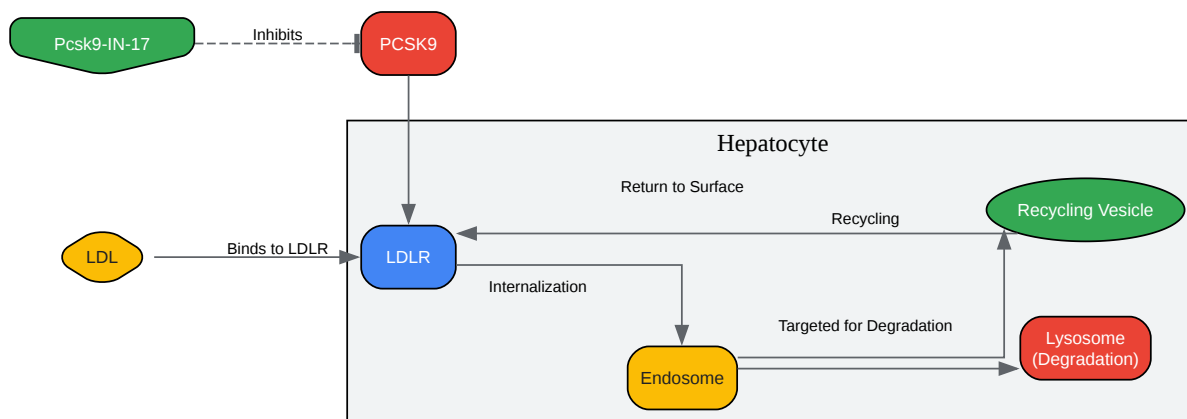 Pcsk9-IN-17
Inhibits
PCSK9
Hepatocyte
Return to Surface
Recycling Vesicle
Recycling
LDL
Binds to LDLR
LDLR
Internalization
Targeted for Degradation
Lysosome
(Degradation)
Endosome